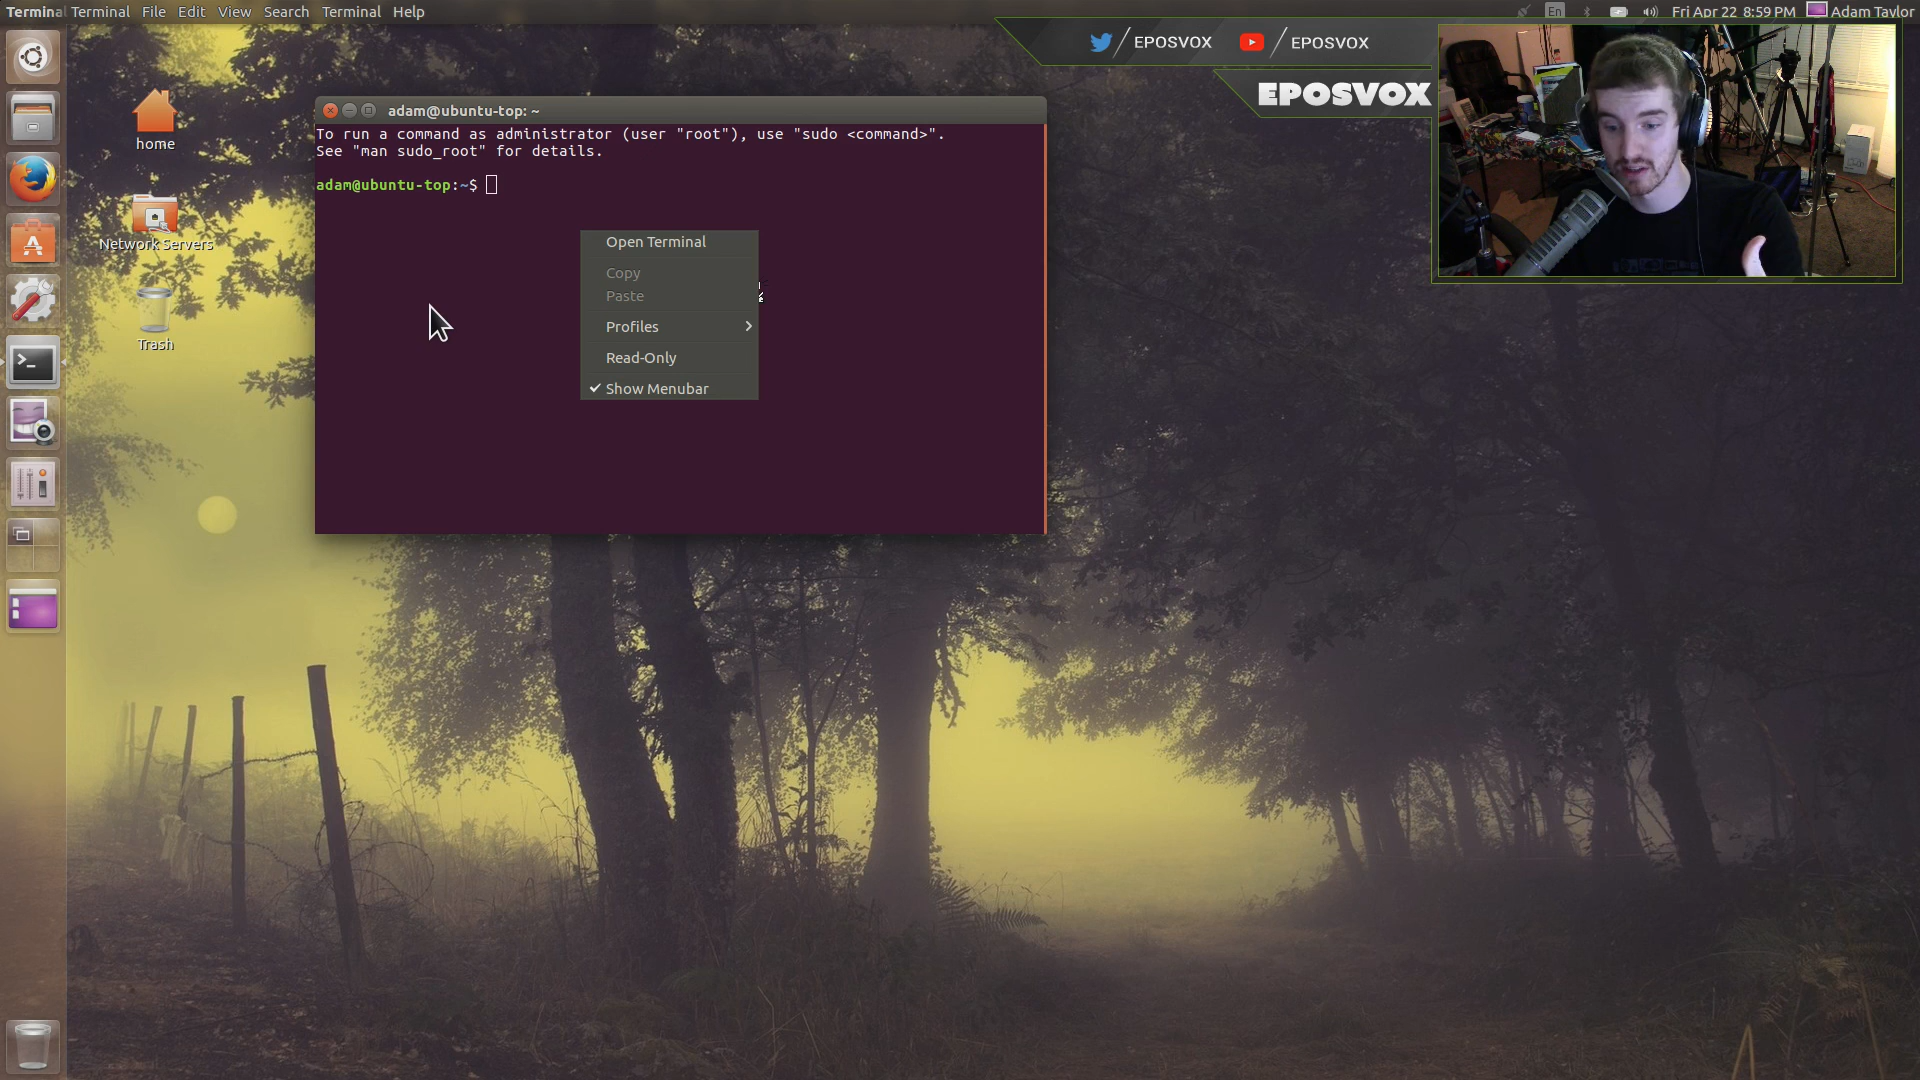 Terminal Terminal File Edit View Search Terminal Help
En Fri Apr 22 8:59 PM Adam Taylor
EPOSVOX EPOSVOX
EPOSVOX
home
Network Servers
Trash
adam@ubuntu-top: ~
To run a command as administrator (user "root"), use "sudo <command>".
See "man sudo_root" for details.
adam@ubuntu-top:~$
Open Terminal
Copy
Paste
Profiles
Read-Only
Show Menubar